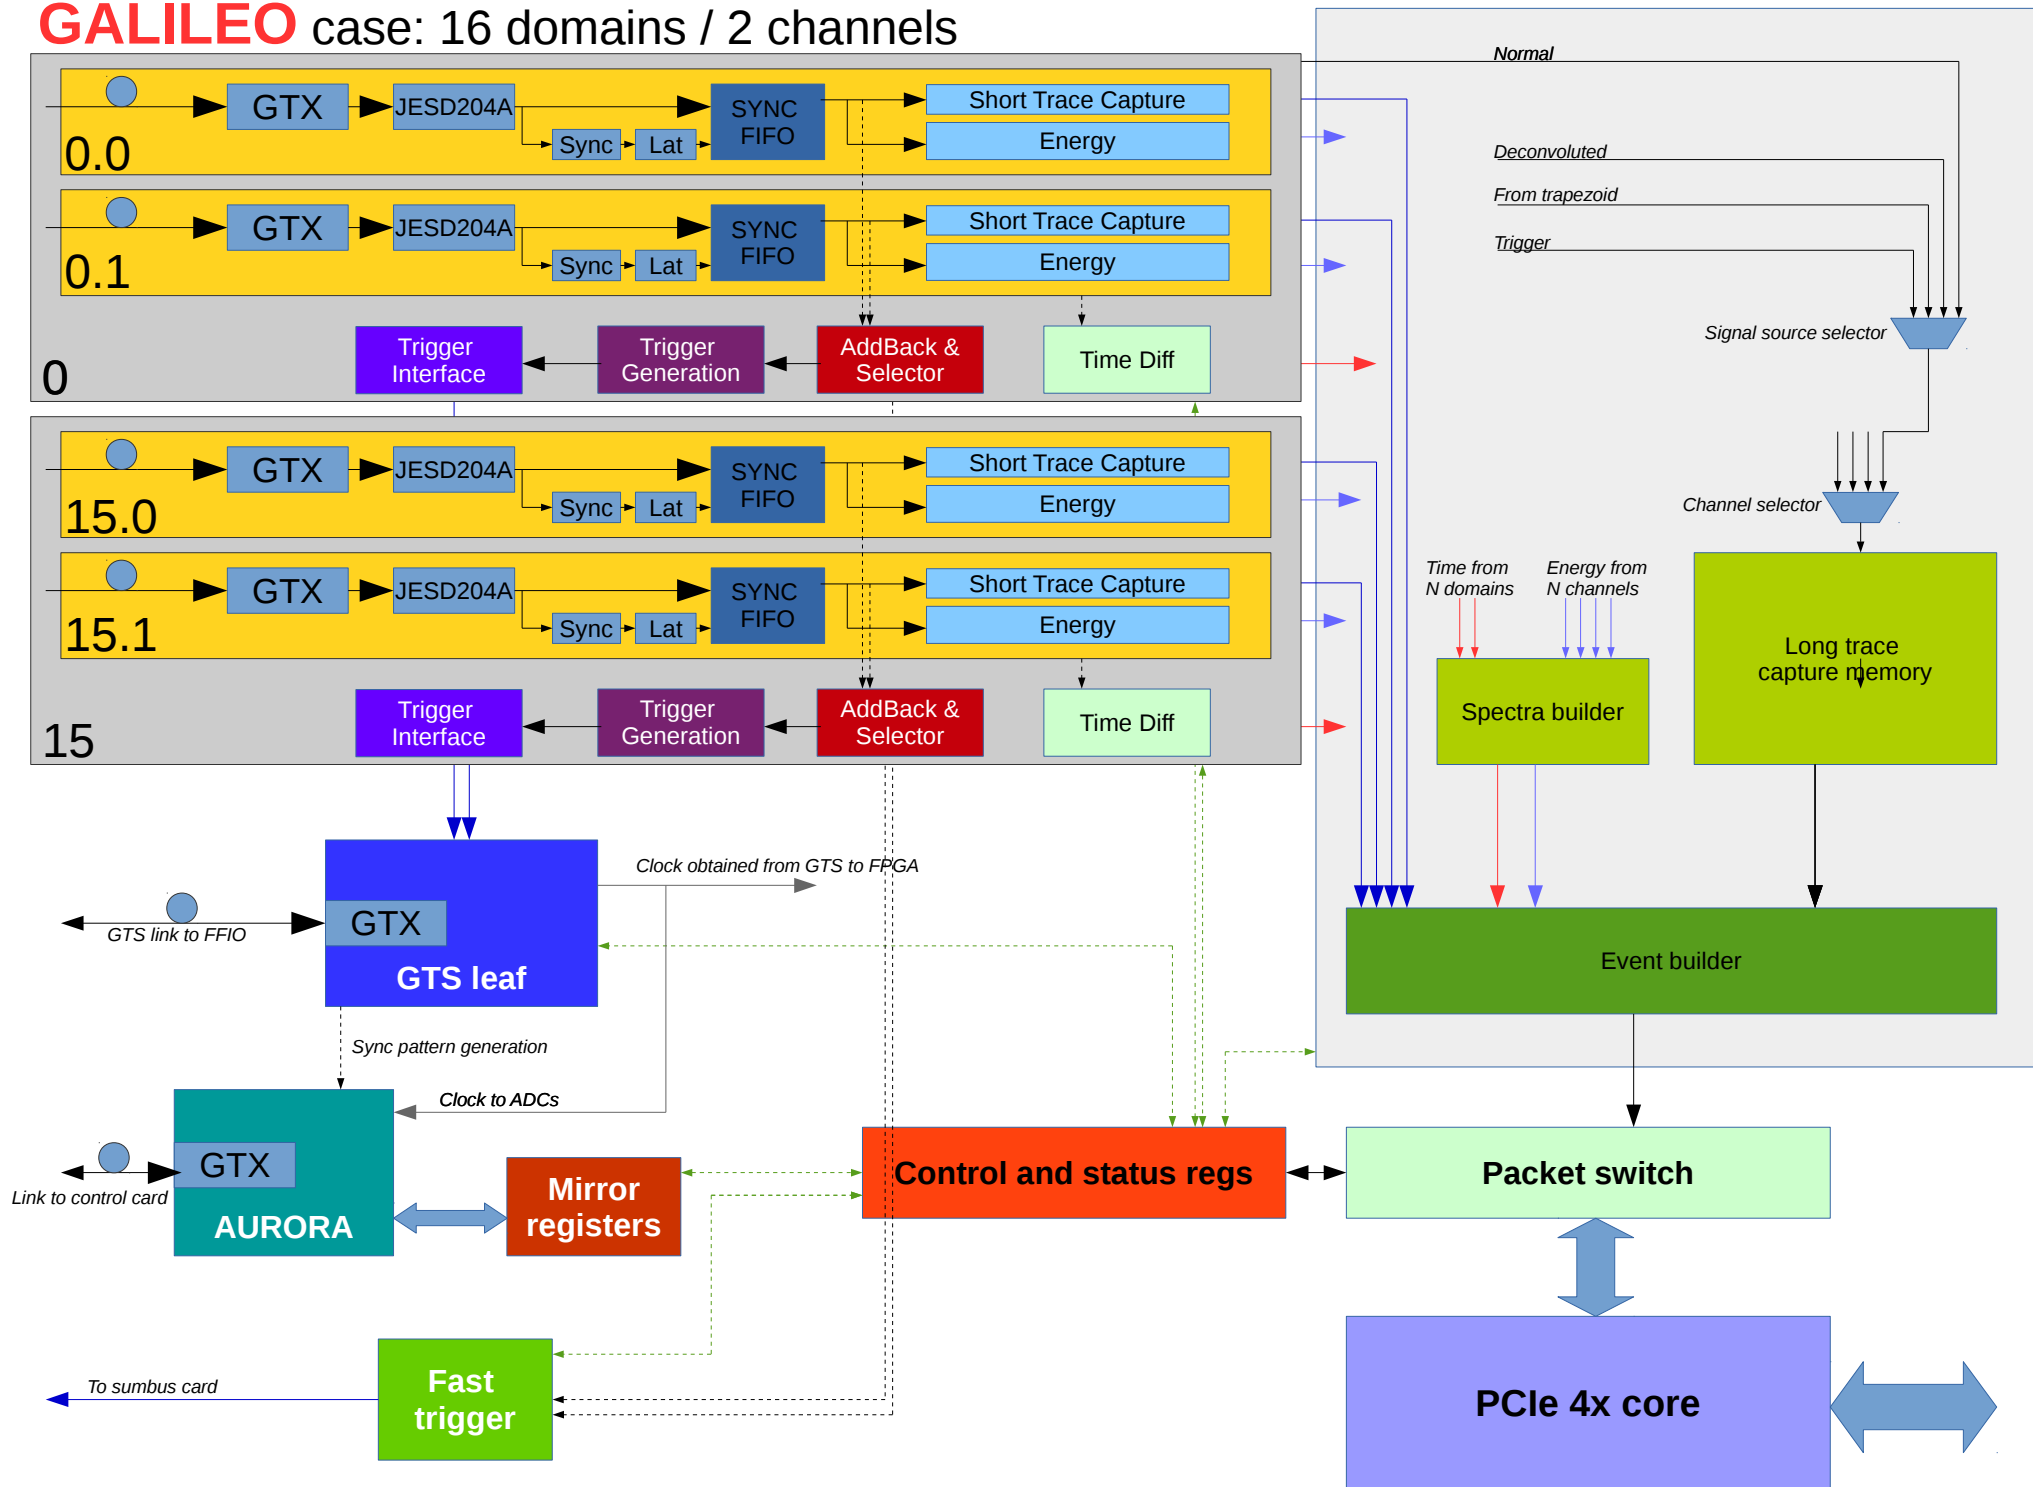 GALILEO case: 16 domains / 2 channels
GTX
JESD204A
SYNC
FIFO
Short Trace Capture
Energy
Sync
Lat
0.0
GTX
JESD204A
SYNC
FIFO
Short Trace Capture
Energy
Sync
Lat
0.1
Trigger
Interface
Trigger
Generation
AddBack &
Selector
Time Diff
0
GTX
JESD204A
SYNC
FIFO
Short Trace Capture
Energy
Sync
Lat
15.0
GTX
JESD204A
SYNC
FIFO
Short Trace Capture
Energy
Sync
Lat
15.1
Trigger
Interface
Trigger
Generation
AddBack &
Selector
Time Diff
15
Normal
Deconvoluted
From trapezoid
Trigger
Signal source selector
Channel selector
Time from
N domains
Energy from
N channels
Spectra builder
Long trace
capture memory
Event builder
Clock obtained from GTS to FPGA
GTS link to FFIO
GTX
GTS leaf
Sync pattern generation
Clock to ADCs
GTX
Link to control card
AURORA
Mirror
registers
Control and status regs
Packet switch
To sumbus card
Fast
trigger
PCIe 4x core